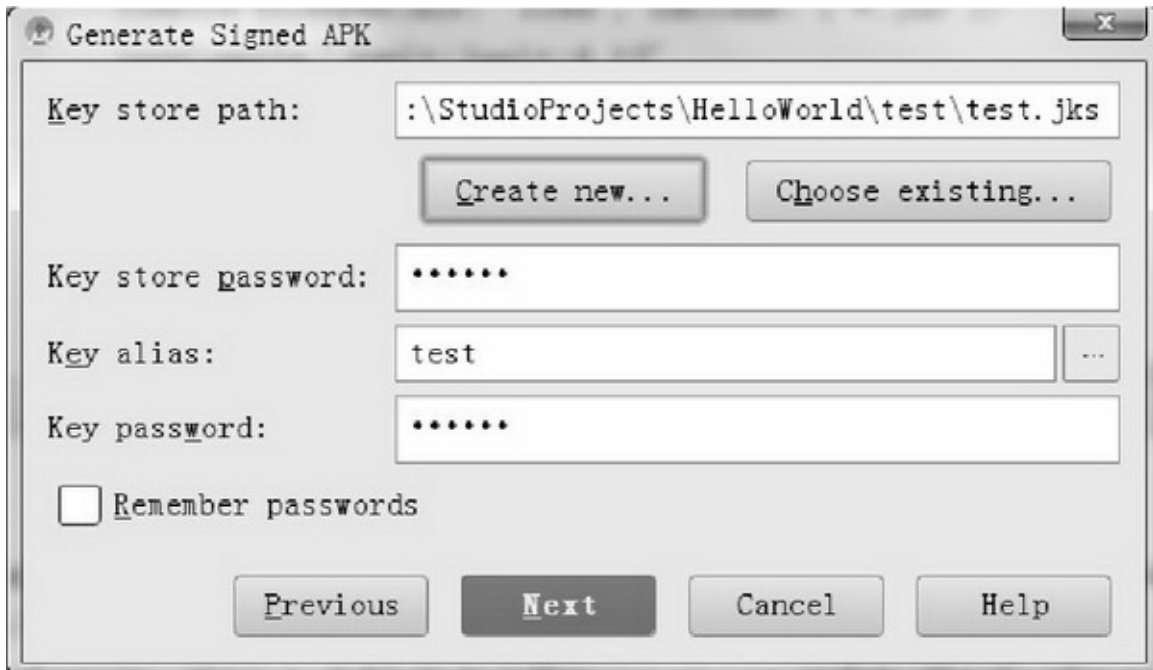 Generate Signed APK
Key store path: :\StudioProjects\HelloWorld\test\test.jks
Create new... Choose existing...
Key store password: ••••••
Key alias: test ...
Key password: ••••••
Remember passwords
Previous Next Cancel Help